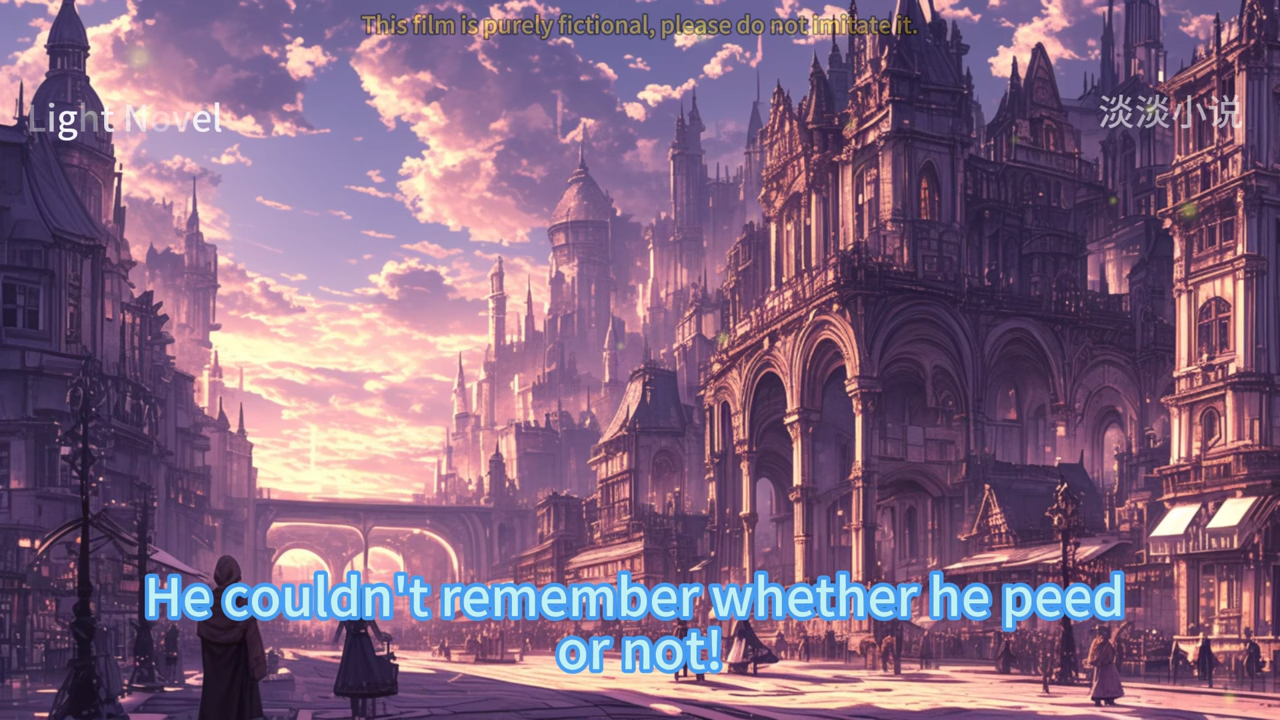 This film is purely fictional, please do not imitate it.
Light Novel
淡淡小说
He couldn't remember whether he peed
or not!